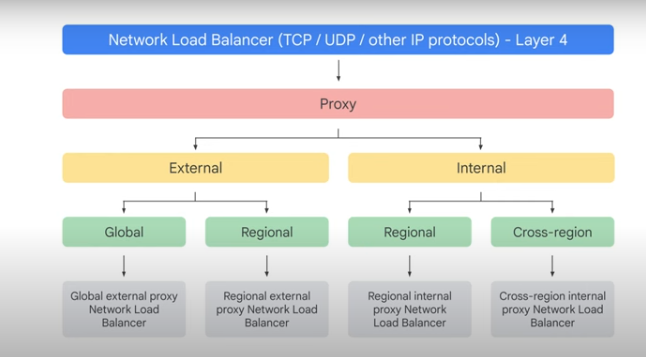 Network Load Balancer (TCP / UDP / other IP protocols) - Layer 4
Proxy
External
Internal
Global
Regional
Regional
Cross-region
Global external proxy
Network Load
Balancer
Regional external
proxy Network Load
Balancer
Regional internal
proxy Network
Load Balancer
Cross-region internal
proxy Network Load
Balancer